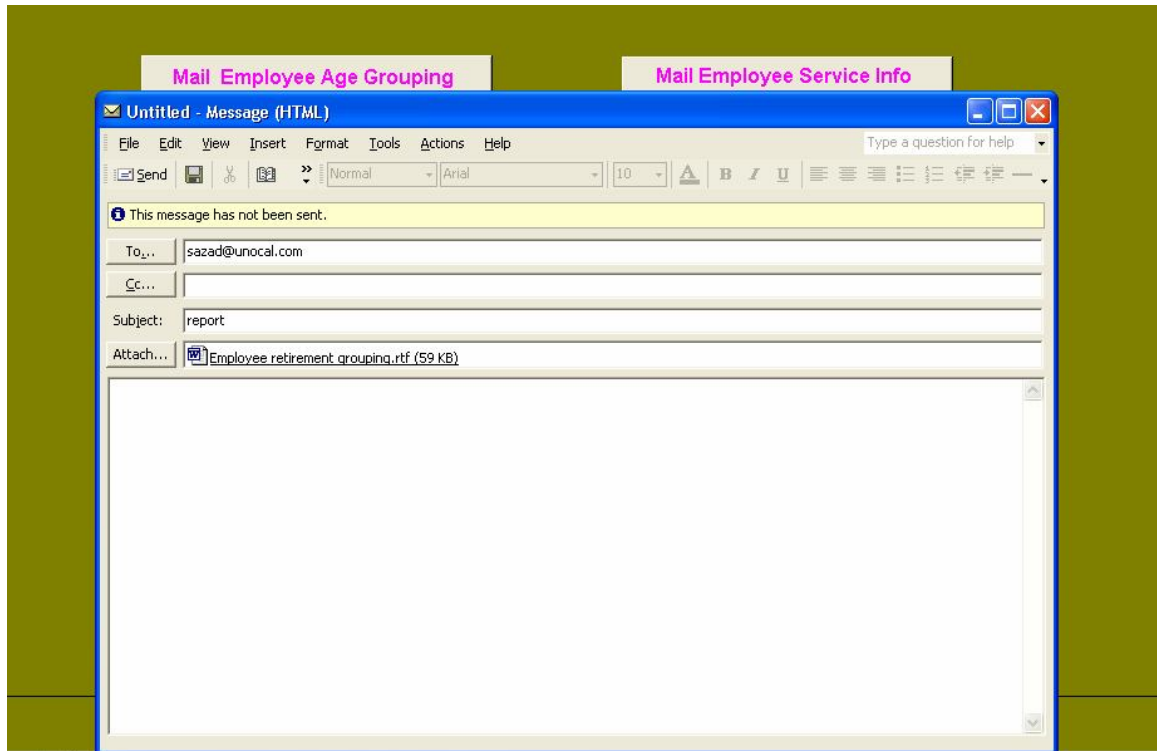 Mail Employee Age Grouping Mail Employee Service Info
Untitled - Message (HTML)
File Edit View Insert Format Tools Actions Help Type a question for help
Send Normal Arial 10 A B I U
This message has not been sent.
To... sazad@unocal.com
Cc...
Subject: report
Attach... Employee retirement grouping.rtf (59 KB)